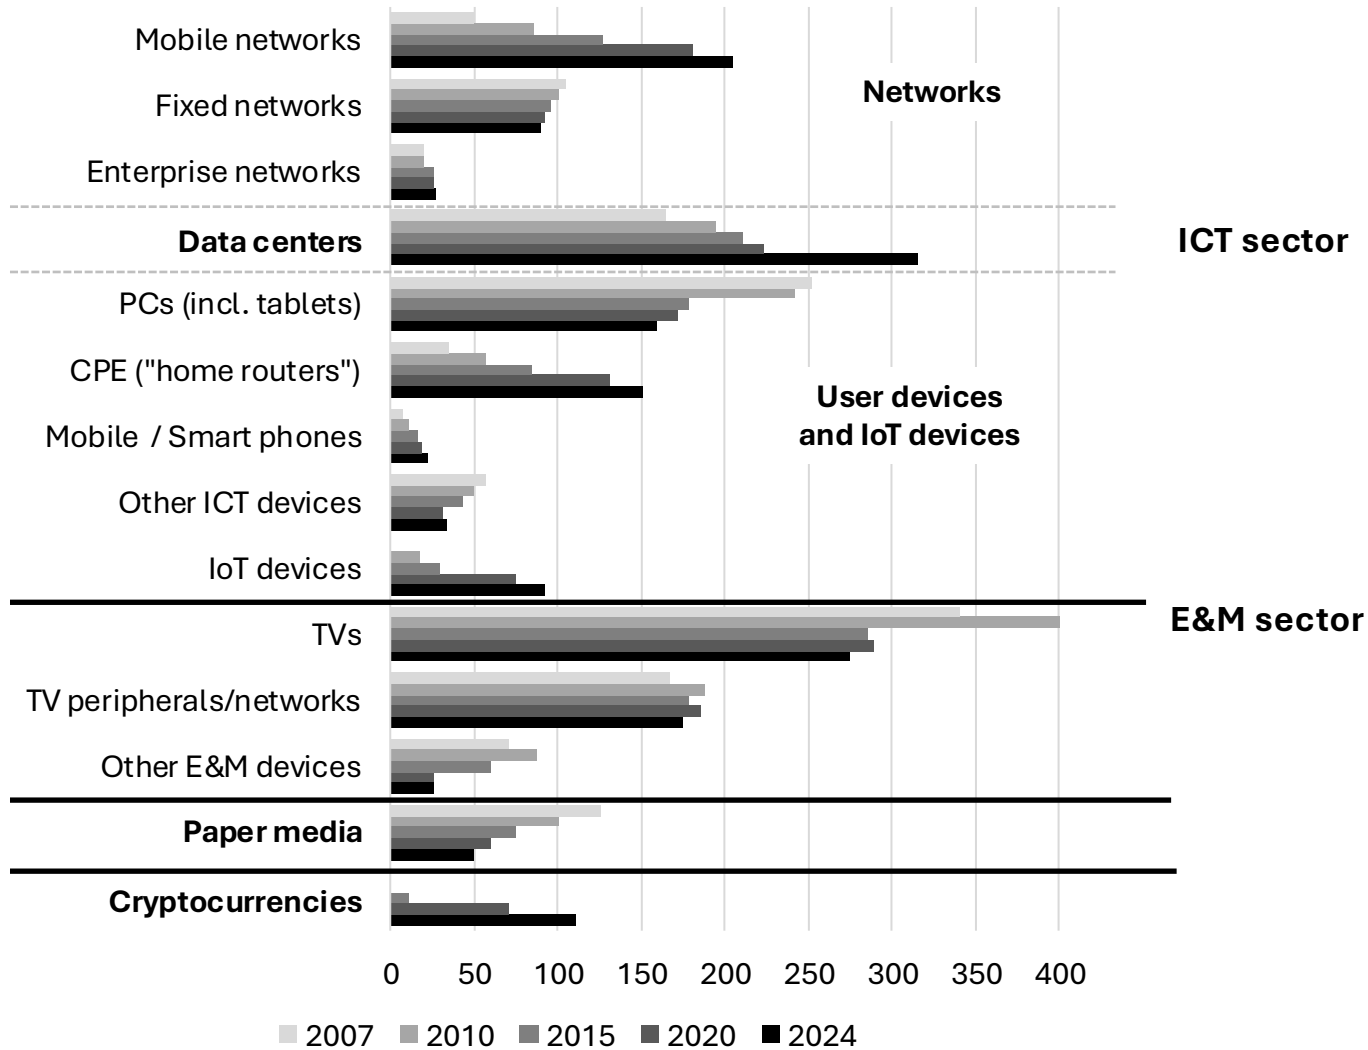 Mobile networks
Networks
Fixed networks
Enterprise networks
Data centers
ICT sector
PCs (incl. tablets)
CPE ("home routers")
User devices
and IoT devices
Mobile / Smart phones
Other ICT devices
IoT devices
E&M sector
TVs
TV peripherals/networks
Other E&M devices
Paper media
Cryptocurrencies
0 50 100 150 200 250 300 350 400
2007 2010 2015 2020 2024